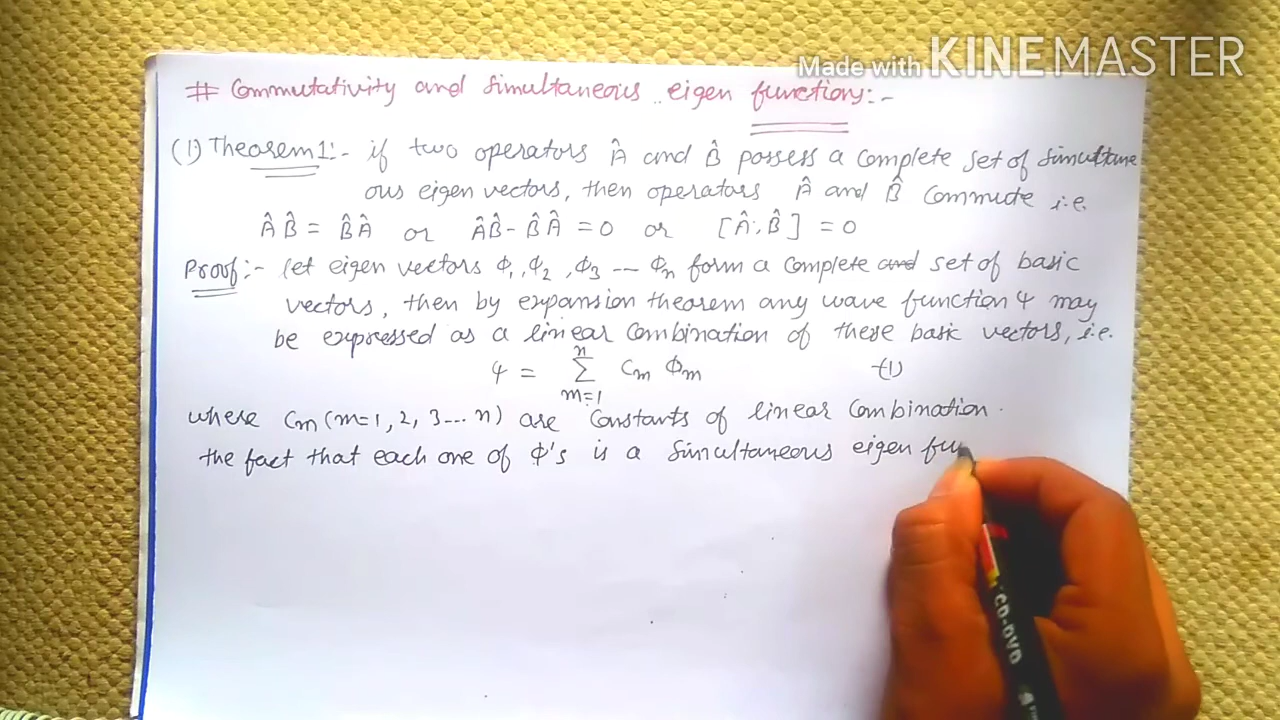 Made with KINEMASTER
# Commutativity and simultaneous eigen functions:-
(1) Theorem 1:- if two operators Â and B̂ possess a complete set of simultane
ous eigen vectors, then operators Â and B̂ commute i.e.
ÂB̂ = B̂Â or ÂB̂ - B̂Â = 0 or [Â, B̂] = 0
Proof:- let eigen vectors Φ₁, Φ₂, Φ₃ --- Φn form a complete set of basic
vectors, then by expansion theorem any wave function ψ may
be expressed as a linear combination of these basic vectors, i.e.
ψ = Σ_{m=1}^{n} Cm Φm -(1)
where Cm (m=1, 2, 3... n) are constants of linear combination.
the fact that each one of Φ's is a simultaneous eigen fun
CD-DVD